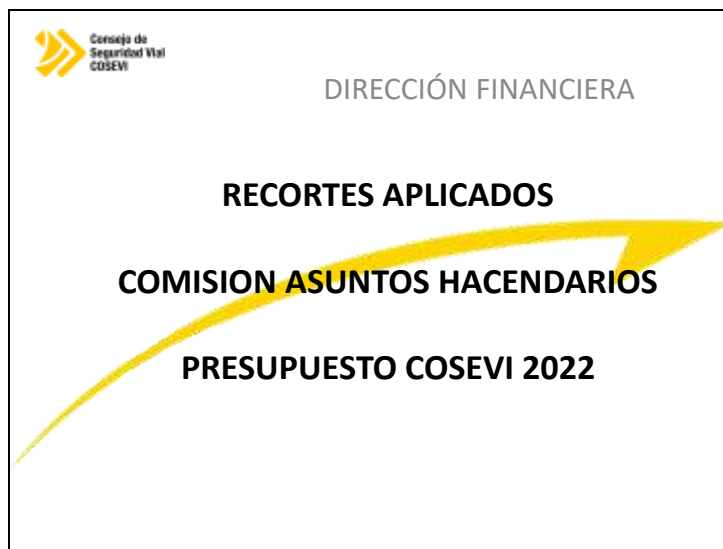 Consejo de
Seguridad Vial
COSEVI
DIRECCIÓN FINANCIERA
RECORTES APLICADOS
COMISION ASUNTOS HACENDARIOS
PRESUPUESTO COSEVI 2022